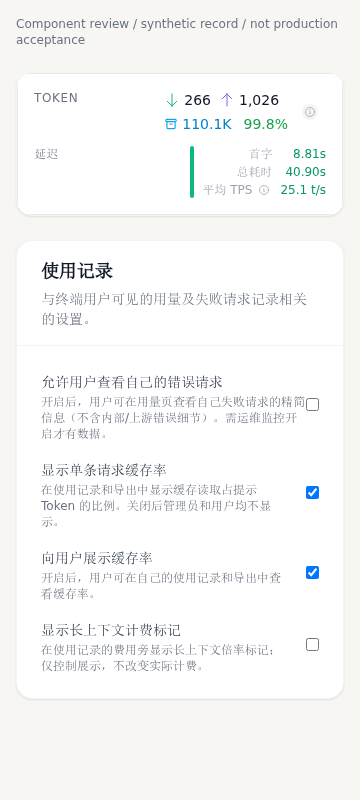 Component review / synthetic record / not production
acceptance
TOKEN
266 1,026
110.1K 99.8%
延迟
首字 8.81s
总耗时 40.90s
平均 TPS 25.1 t/s
使用记录
与终端用户可见的用量及失败请求记录相关
的设置。
允许用户查看自己的错误请求
开启后，用户可在用量页查看自己失败请求的精简
信息（不含内部/上游错误细节）。需运维监控开
启才有数据。
显示单条请求缓存率
在使用记录和导出中显示缓存读取占提示
Token 的比例。关闭后管理员和用户均不显
示。
向用户展示缓存率
开启后，用户可在自己的使用记录和导出中查
看缓存率。
显示长上下文计费标记
在使用记录的费用旁显示长上下文倍率标记；
仅控制展示，不改变实际计费。